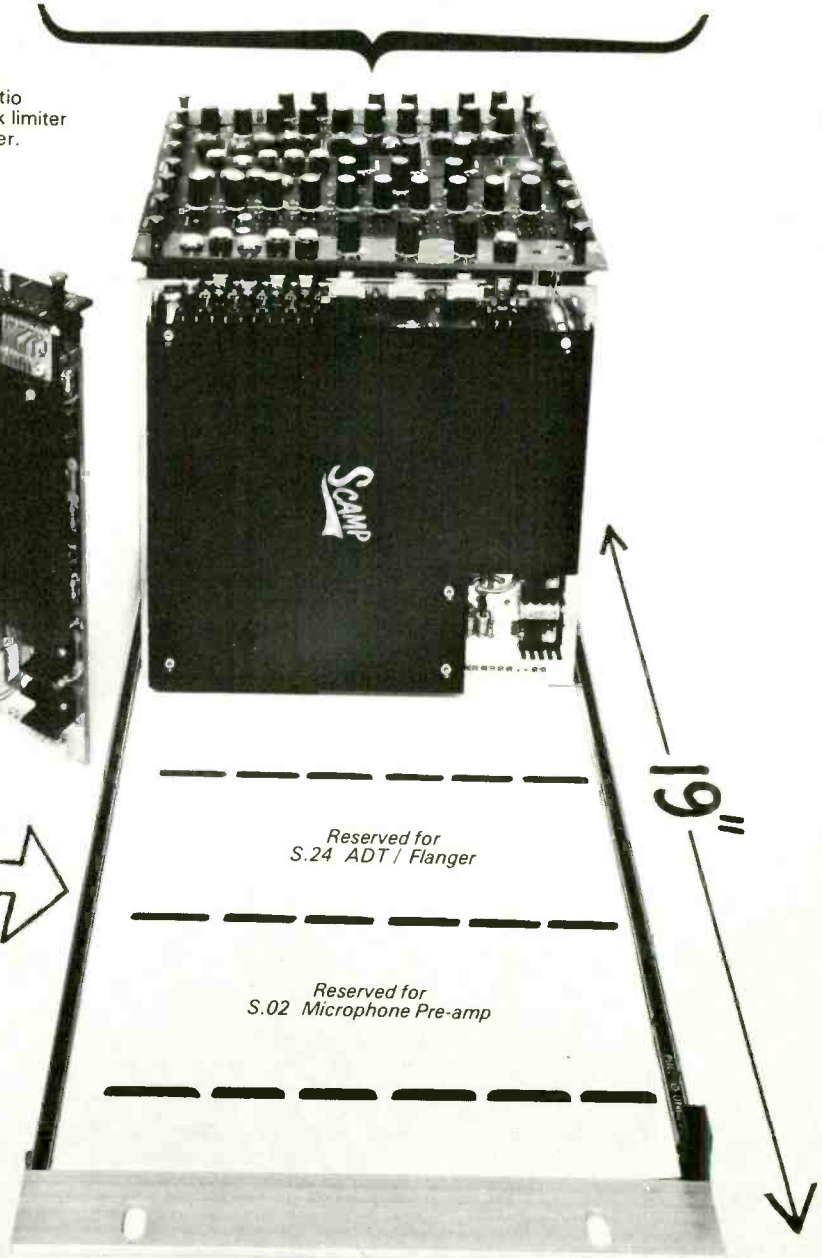 tio
k limiter
er.
SCAMP
19"
Reserved for
S.24 ADT / Flanger
Reserved for
S.02 Microphone Pre-amp